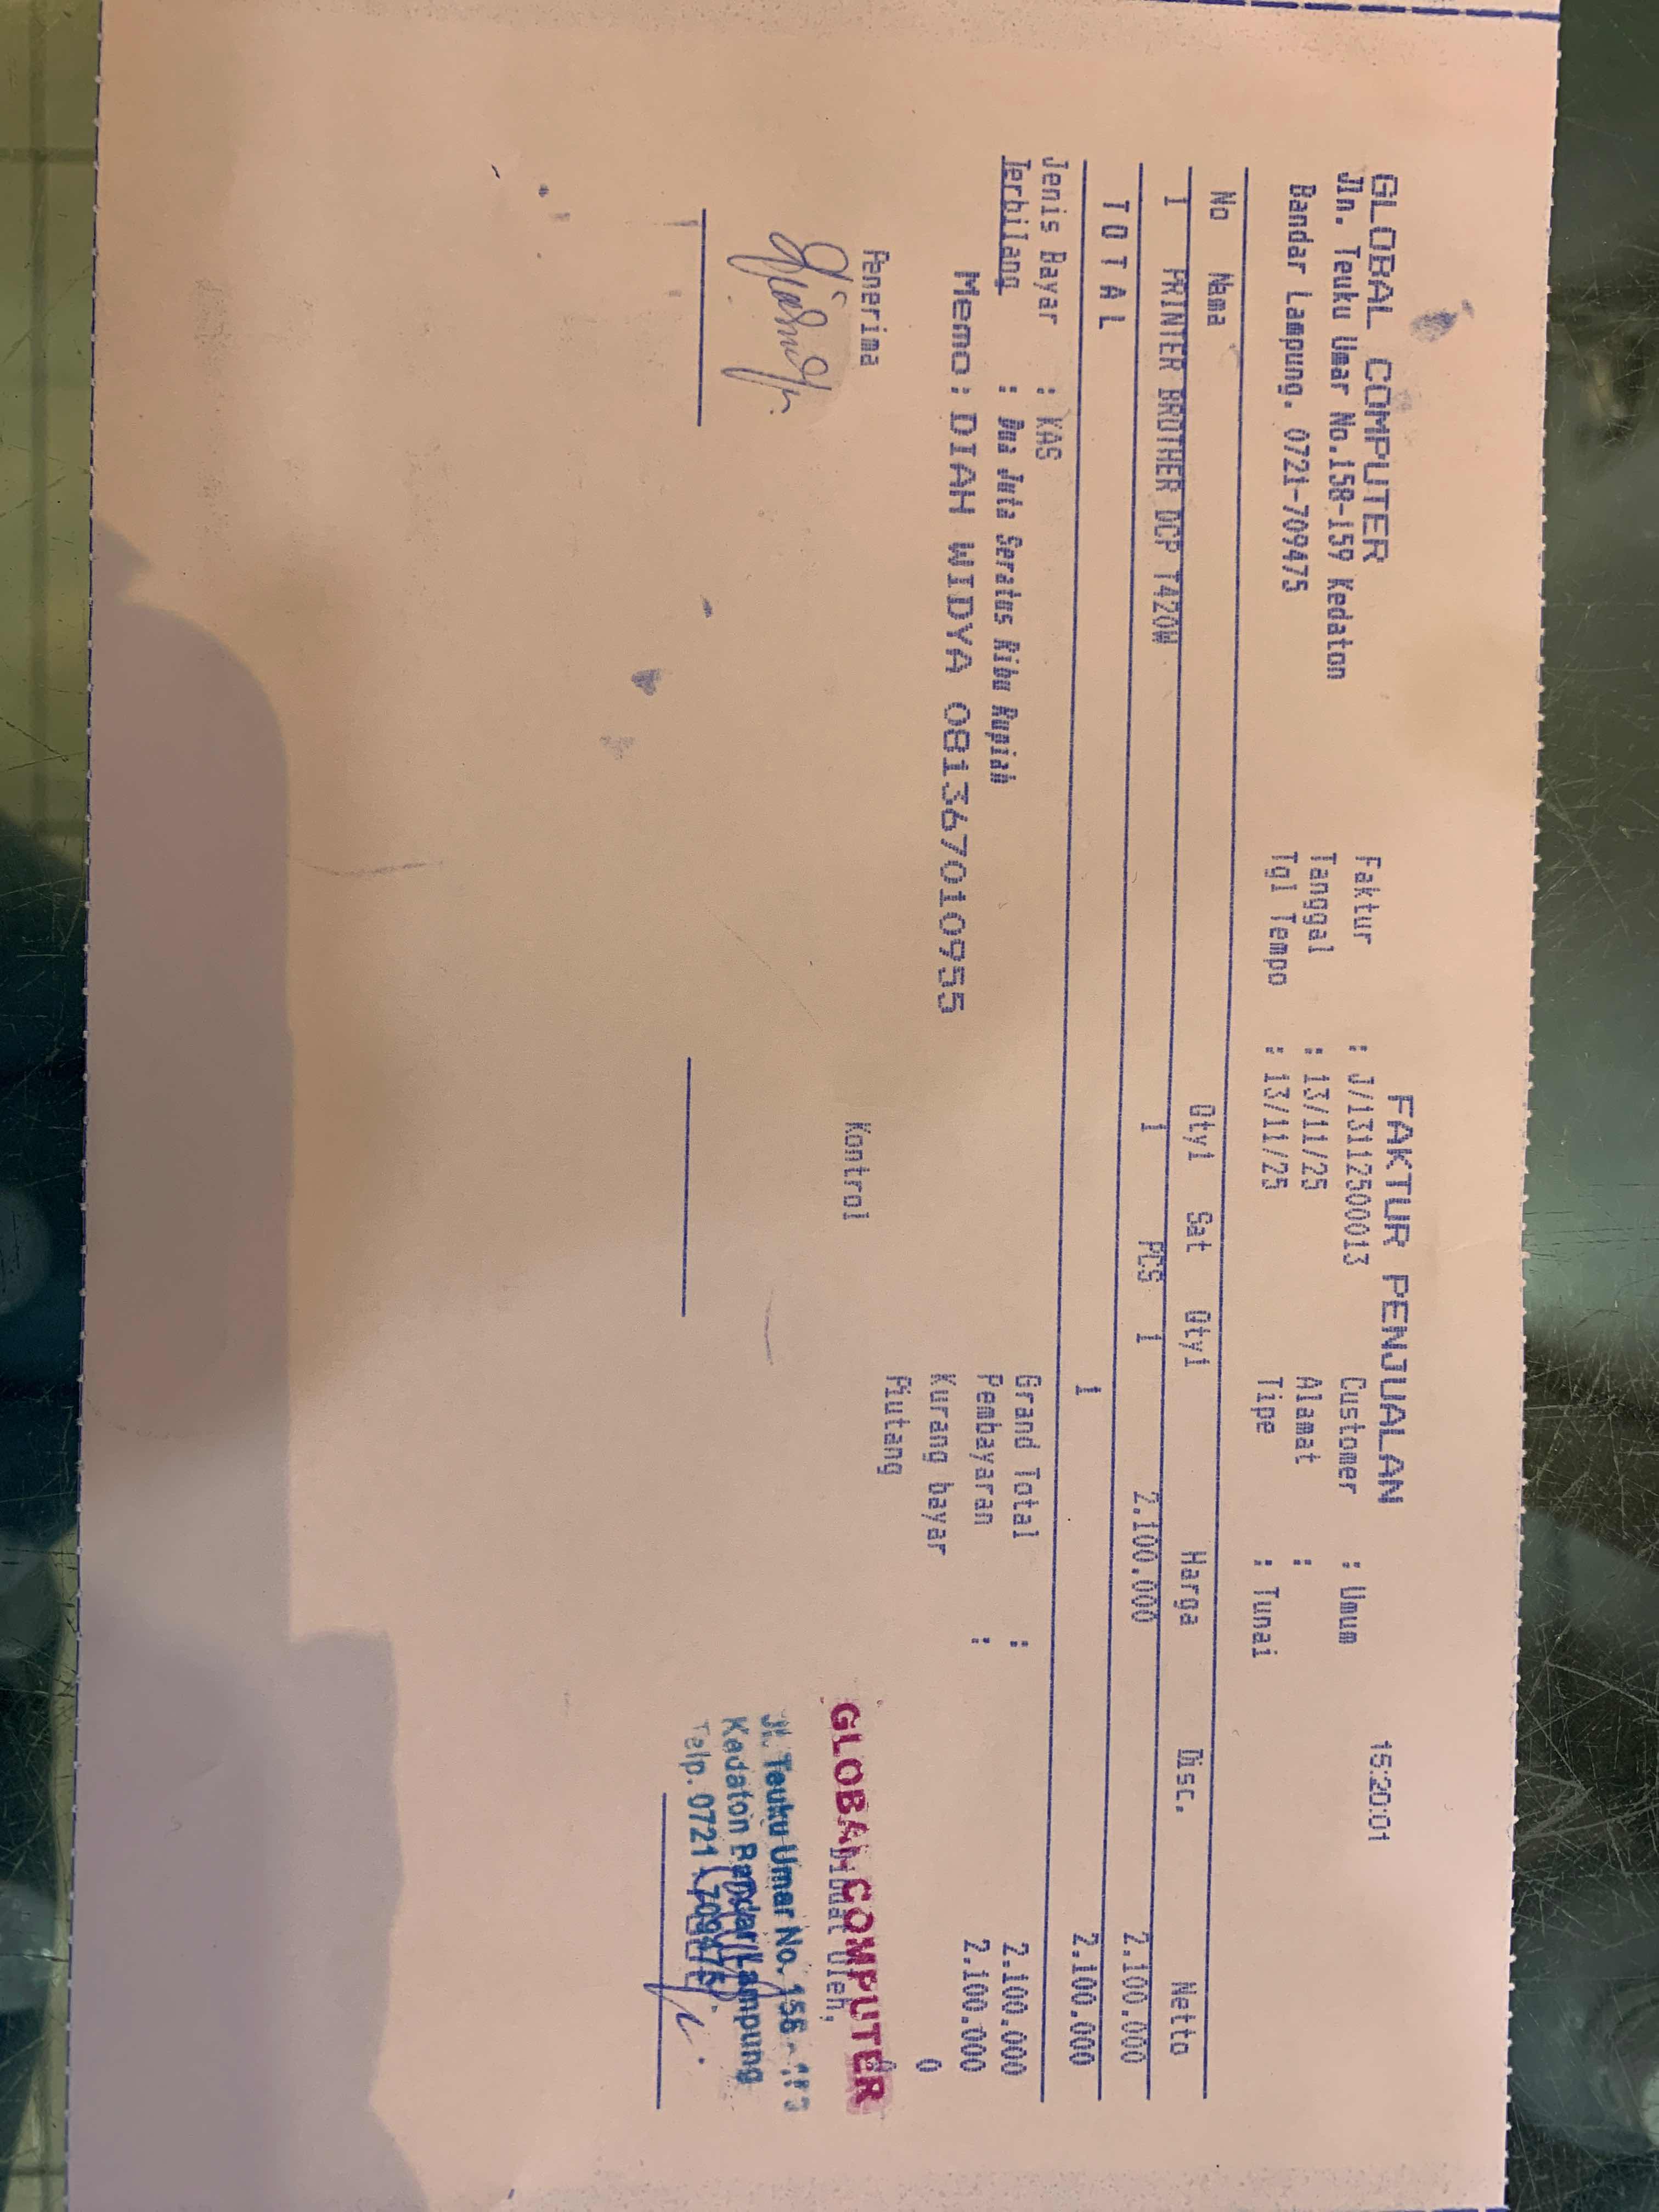 GLOBAL COMPUTER
Jln. Teuku Umar No.158-159 Kedaton
Bandar Lampung. 0721-709475
FAKTUR PENJUALAN
15:20:01
Faktur : J/13112500013
Tanggal : 13/11/25
Tgl Tempo : 13/11/25
Customer : Umum
Alamat :
Tipe : Tunai
No Nama Qty1 Sat Qty1 Harga Disc. Netto
1 PRINTER BROTHER DCP T420W 1 PCS 1 2.100.000 2.100.000
T O T A L 1 2.100.000
Jenis Bayar : KAS
Terbilang : Dua Juta Seratus Ribu Rupiah
Memo: DIAH WIDYA 081367010955
Grand Total : 2.100.000
Pembayaran : 2.100.000
Kurang bayar 0
Piutang 0
Penerima
Kontrol
Dibuat Oleh,
GLOBAL COMPUTER
Jl. Teuku Umar No. 158 -
Kedaton Bandar Lampung
Telp. 0721 (709475)